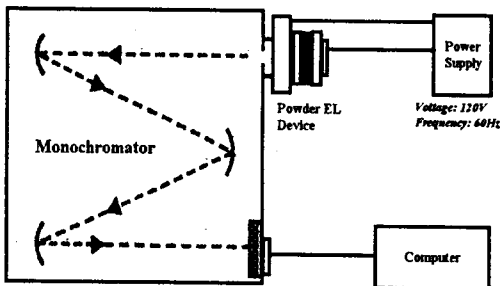 Power
Supply
Powder EL
Device
Voltage: 120V
Frequency: 60Hz
Monochromator
Computer